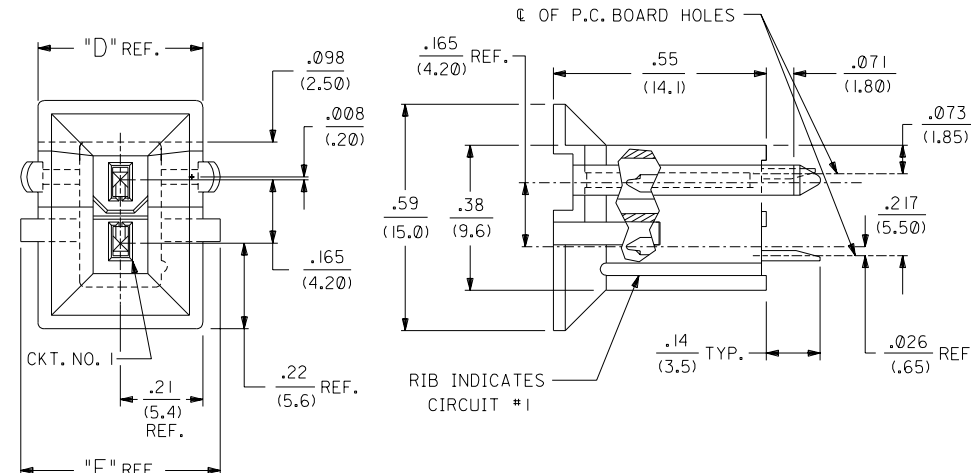 ℄ OF P.C. BOARD HOLES
"D" REF.
.098
(2.50)
.008
(.20)
.165
(4.20)
REF.
.55
(14.1)
.071
(1.80)
.073
(1.85)
.59
(15.0)
.38
(9.6)
.217
(5.50)
.165
(4.20)
CKT. NO. 1
.21
(5.4)
REF.
.22
(5.6)
REF.
RIB INDICATES
CIRCUIT #1
.14
(3.5)
TYP.
.026
(.65)
REF